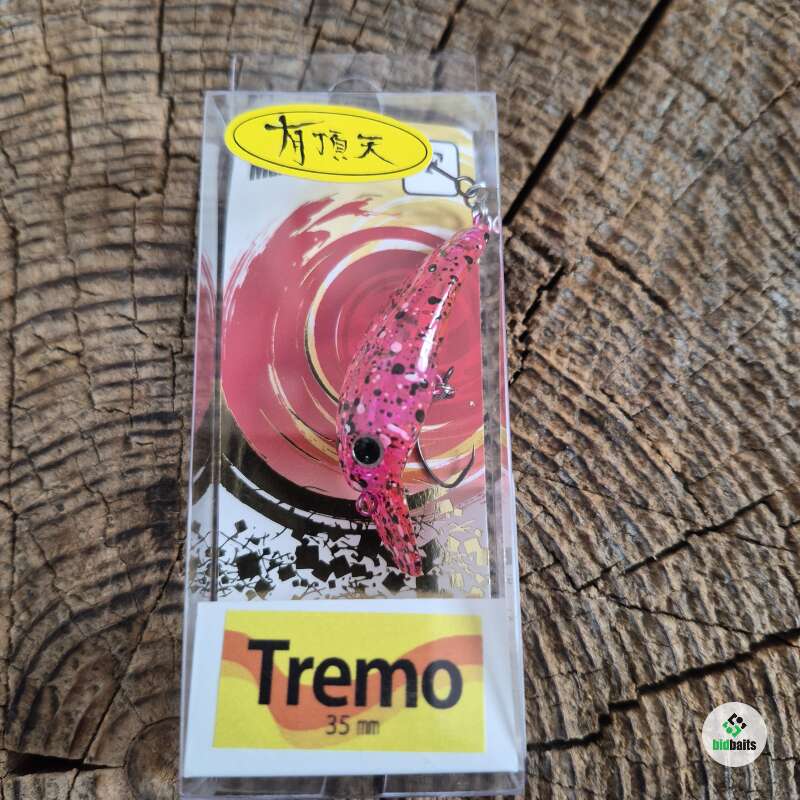 有頂天
Tremo
35 mm
bidbaits